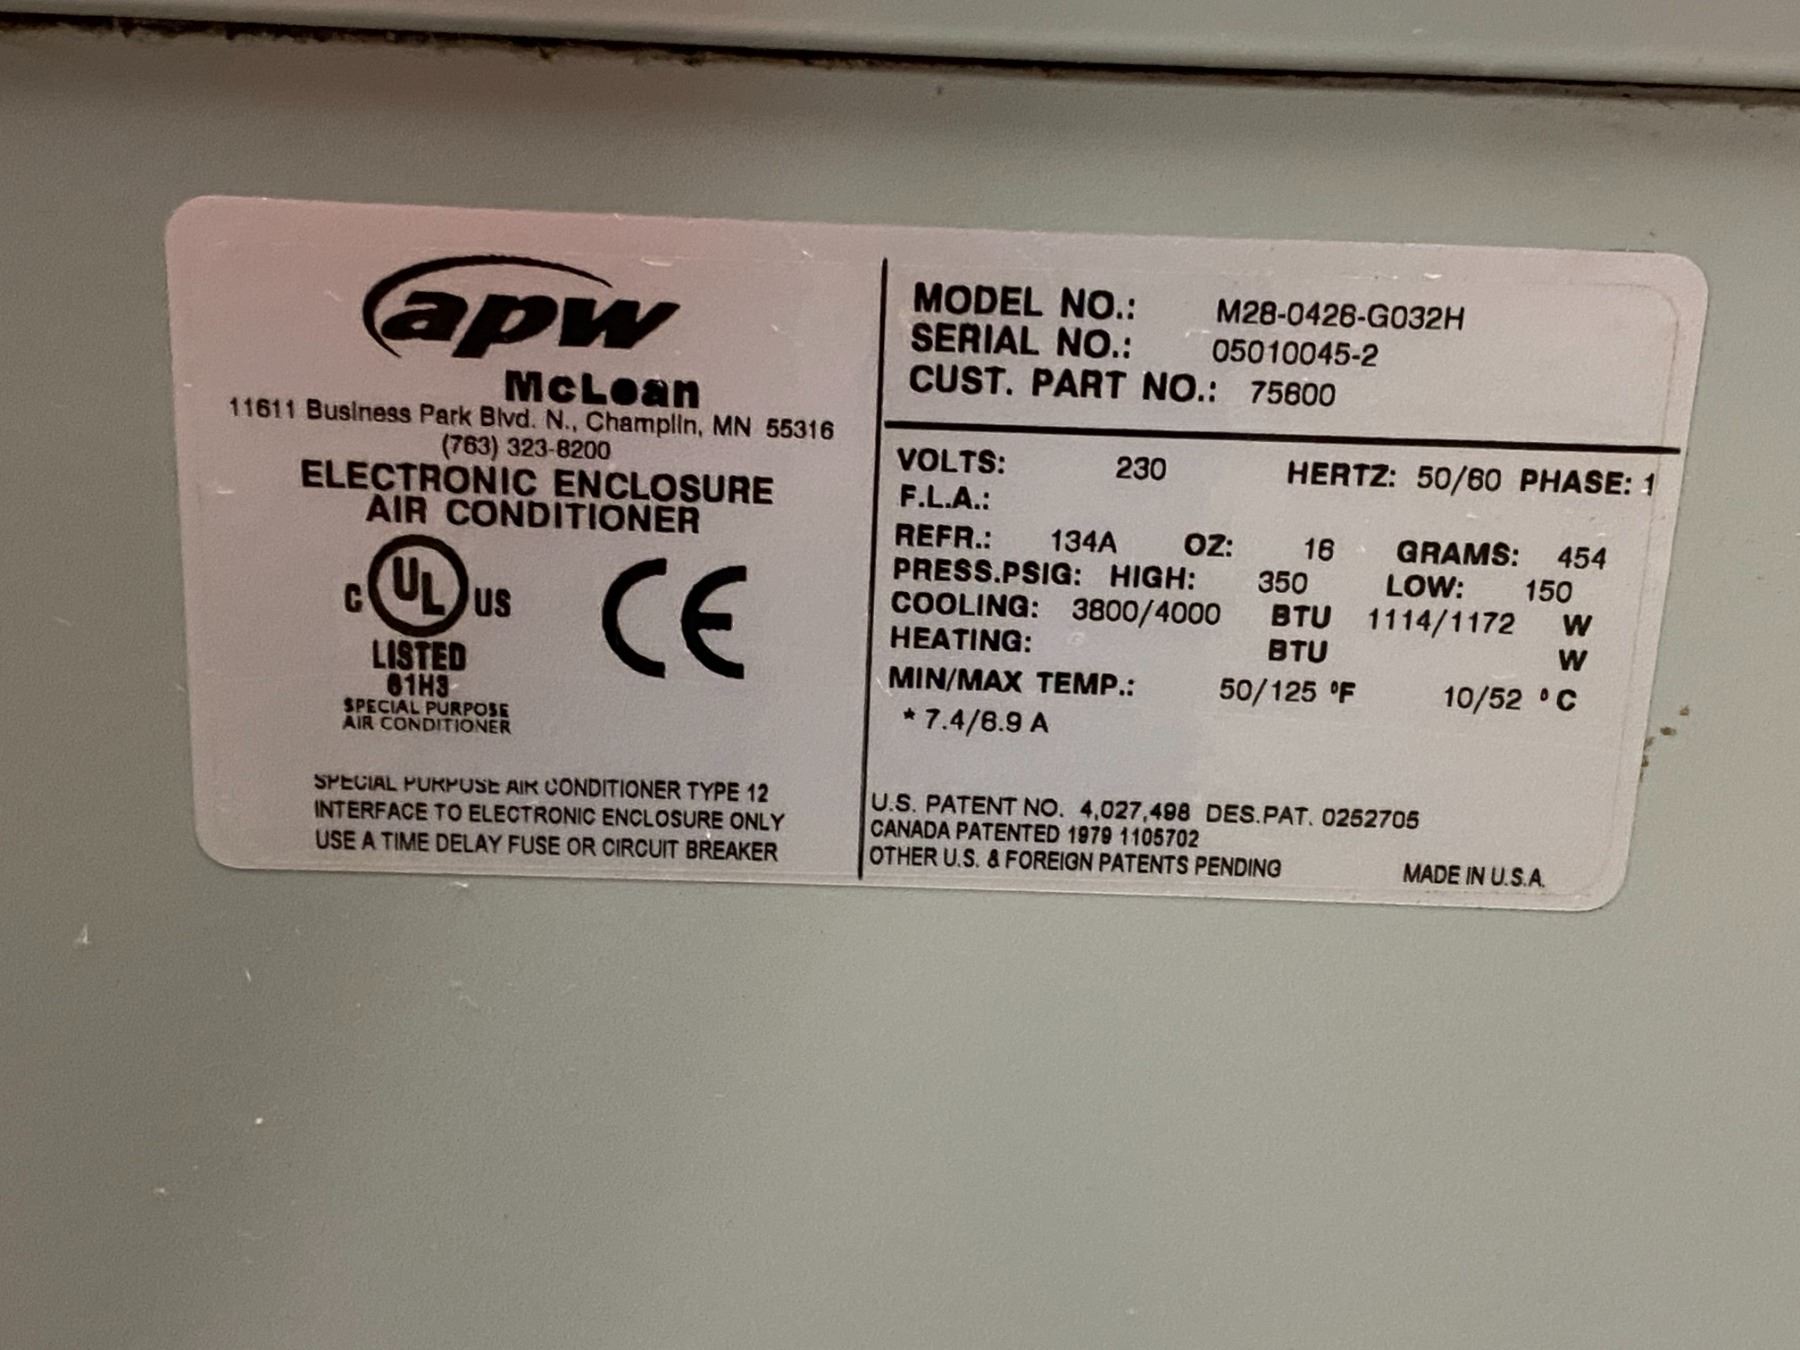 apw
McLean
11611 Business Park Blvd. N., Champlin, MN 55316
(763) 323-8200
ELECTRONIC ENCLOSURE
AIR CONDITIONER
C UL US
LISTED
61H3
SPECIAL PURPOSE
AIR CONDITIONER
CE
SPECIAL PURPOSE AIR CONDITIONER TYPE 12
INTERFACE TO ELECTRONIC ENCLOSURE ONLY
USE A TIME DELAY FUSE OR CIRCUIT BREAKER
MODEL NO.: M28-0426-G032H
SERIAL NO.: 05010045-2
CUST. PART NO.: 75600
VOLTS: 230 HERTZ: 50/60 PHASE: 1
F.L.A.:
REFR.: 134A OZ: 16 GRAMS: 454
PRESS.PSIG: HIGH: 350 LOW: 150
COOLING: 3800/4000 BTU 1114/1172 W
HEATING: BTU W
MIN/MAX TEMP.: 50/125 °F 10/52 °C
* 7.4/6.9 A
U.S. PATENT NO. 4,027,498 DES.PAT. 0252705
CANADA PATENTED 1979 1105702
OTHER U.S. & FOREIGN PATENTS PENDING MADE IN U.S.A.